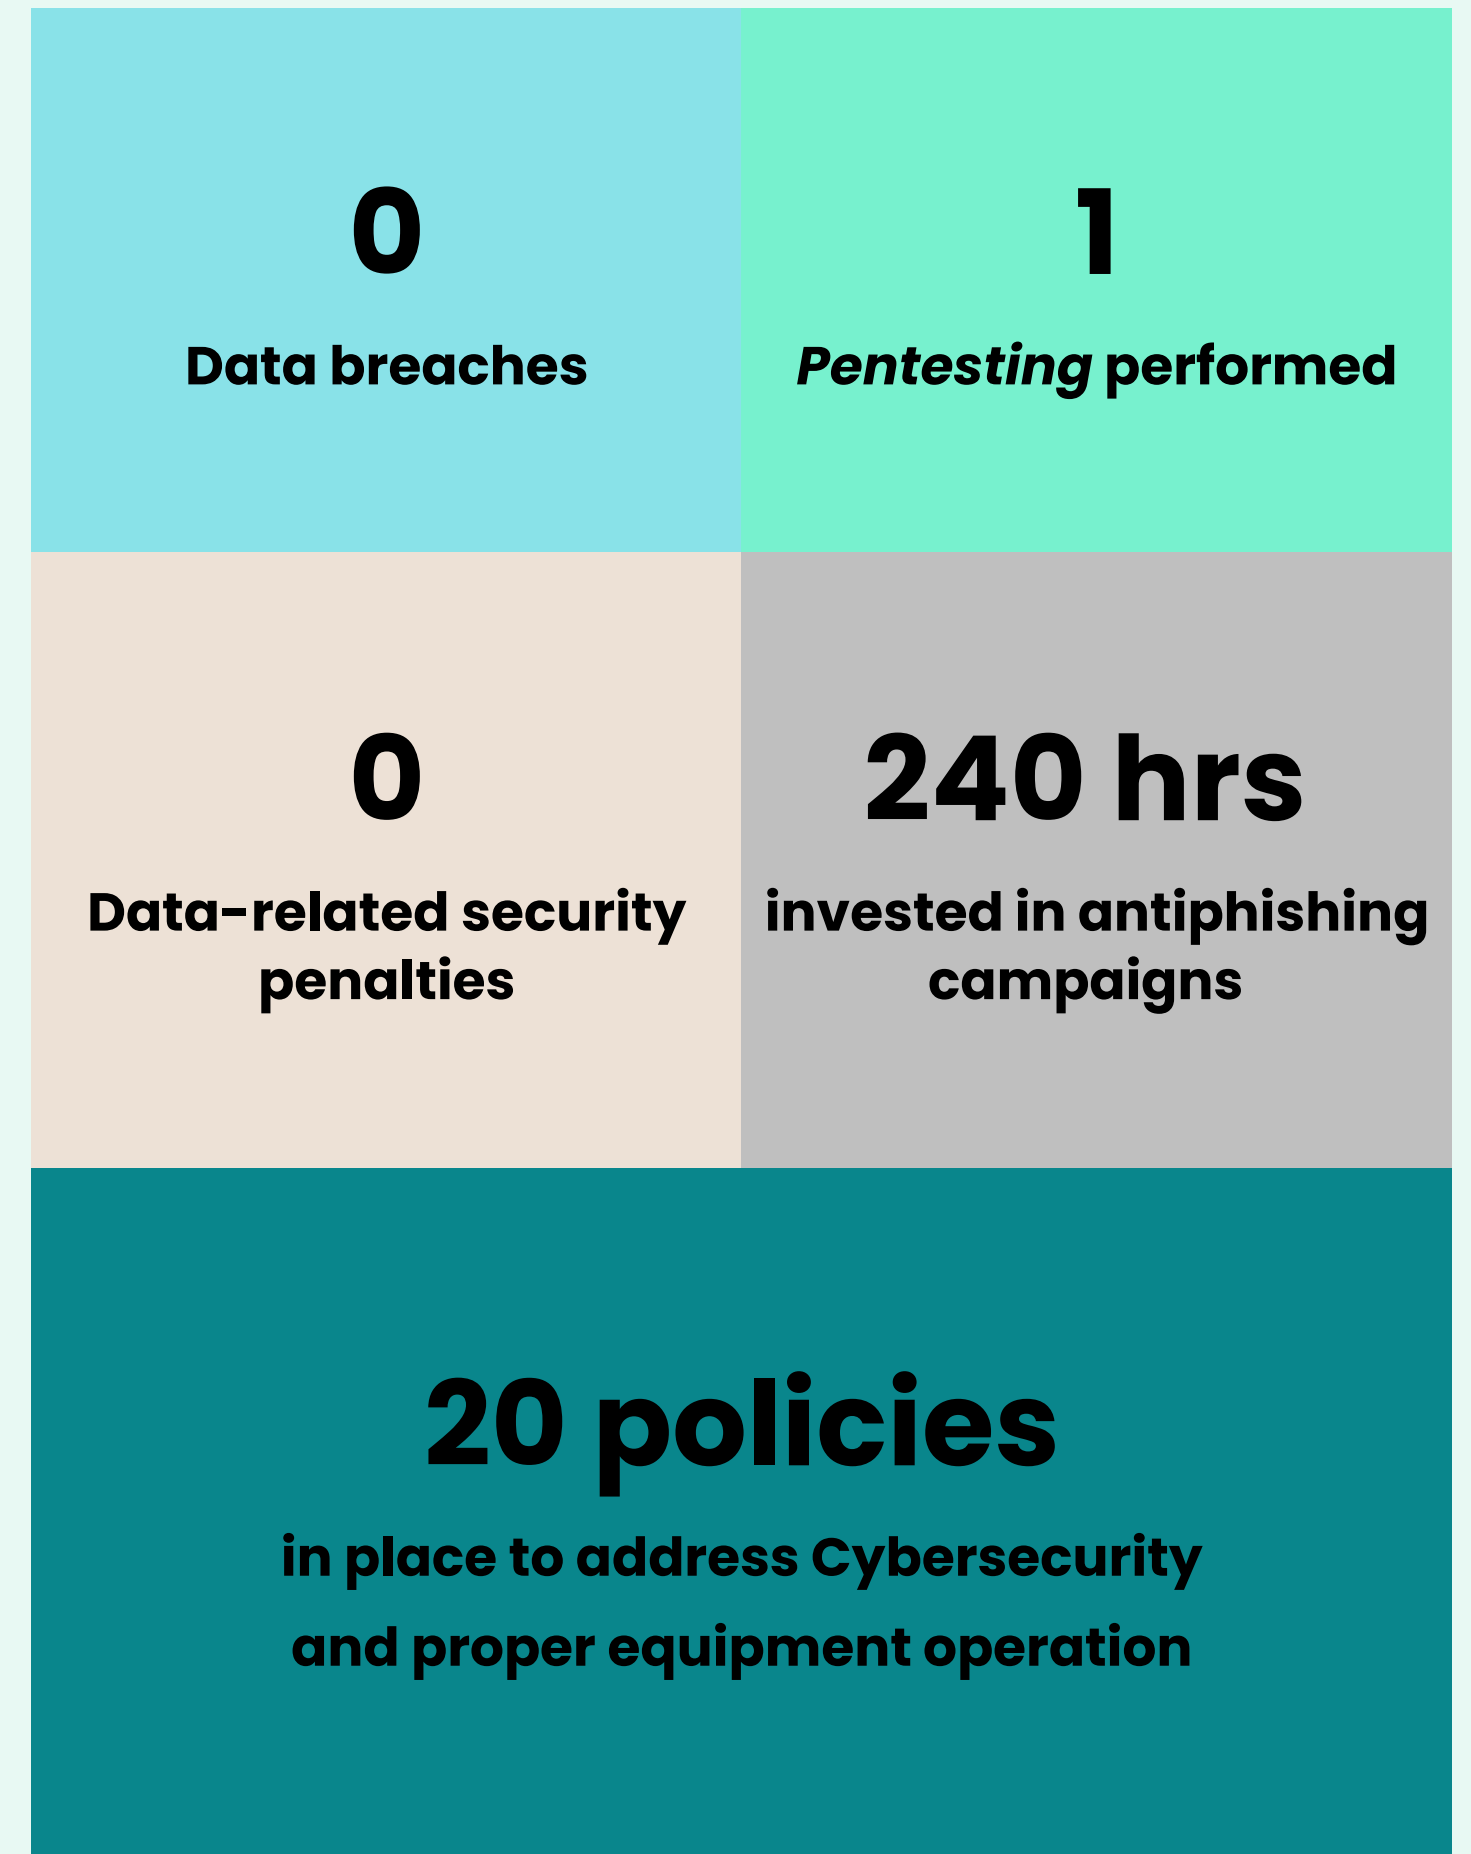 0
Data breaches
1
Pentesting performed
0
Data-related security
penalties
240 hrs
invested in antiphishing
campaigns
20 policies
in place to address Cybersecurity
and proper equipment operation